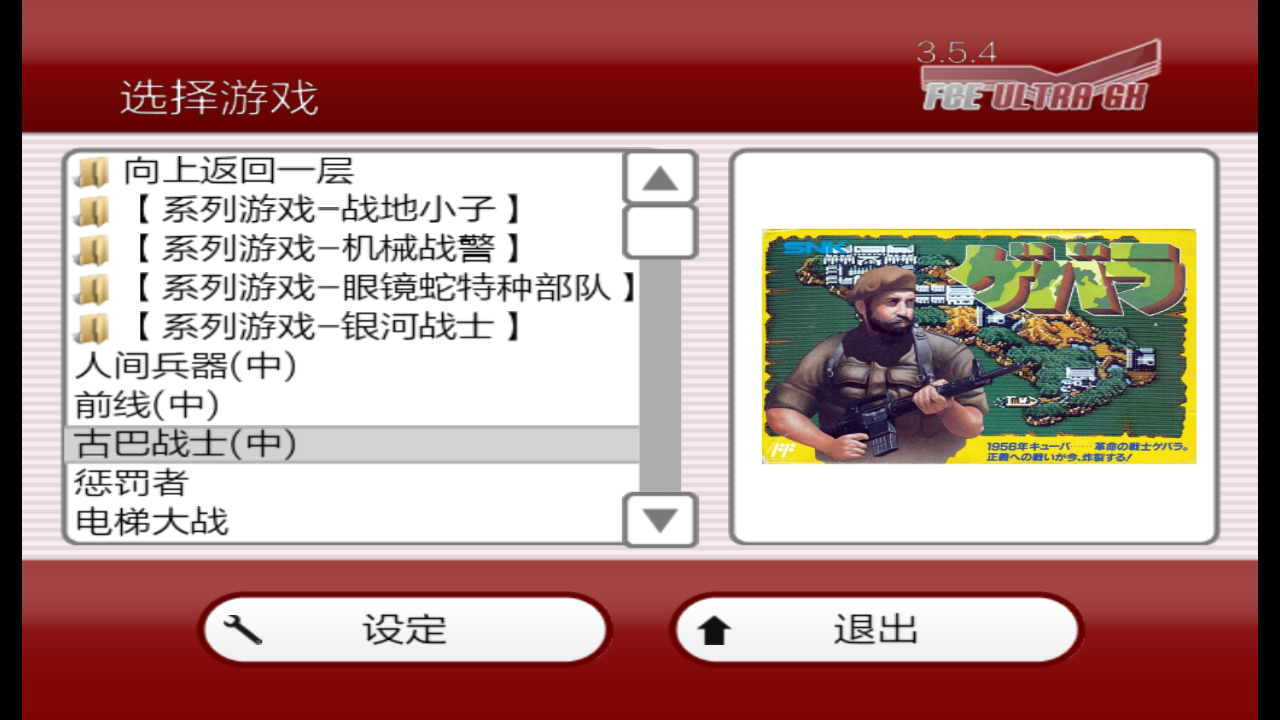 3.5.4
FCE ULTRA GX
选择游戏
向上返回一层
【系列游戏-战地小子】
【系列游戏-机械战警】
【系列游戏-眼镜蛇特种部队】
【系列游戏-银河战士】
人间兵器(中)
前线(中)
古巴战士(中)
惩罚者
电梯大战
SNK
ゲバラ
1956年キューバ……革命の戦士ゲバラ。
正義への戦いが今、炸裂する!
設定
退出